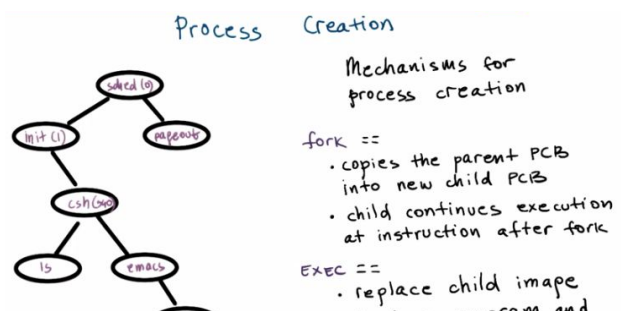 Process Creation
sched (0)
init (1)
pageout
csh
ls
emacs
Mechanisms for
process creation
fork ==
• copies the parent PCB
into new child PCB
• child continues execution
at instruction after fork
EXEC ==
• replace child image
and